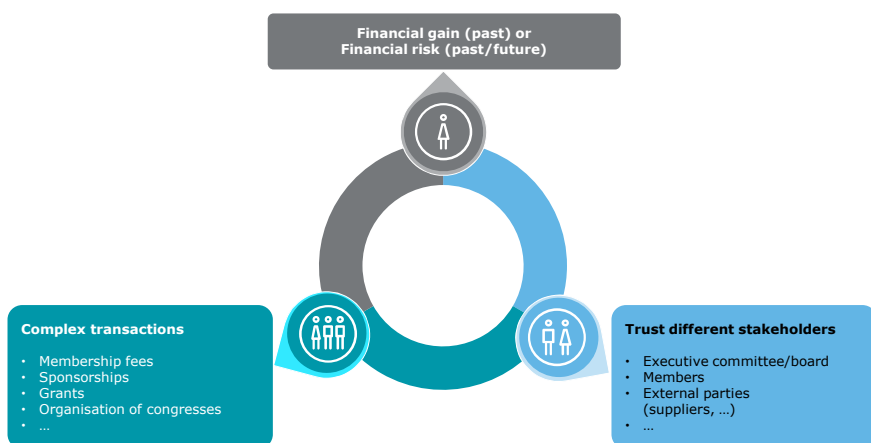 Financial gain (past) or
Financial risk (past/future)
Complex transactions
• Membership fees
• Sponsorships
• Grants
• Organisation of congresses
• ...
Trust different stakeholders
• Executive committee/board
• Members
• External parties
(suppliers, ...)
• ...